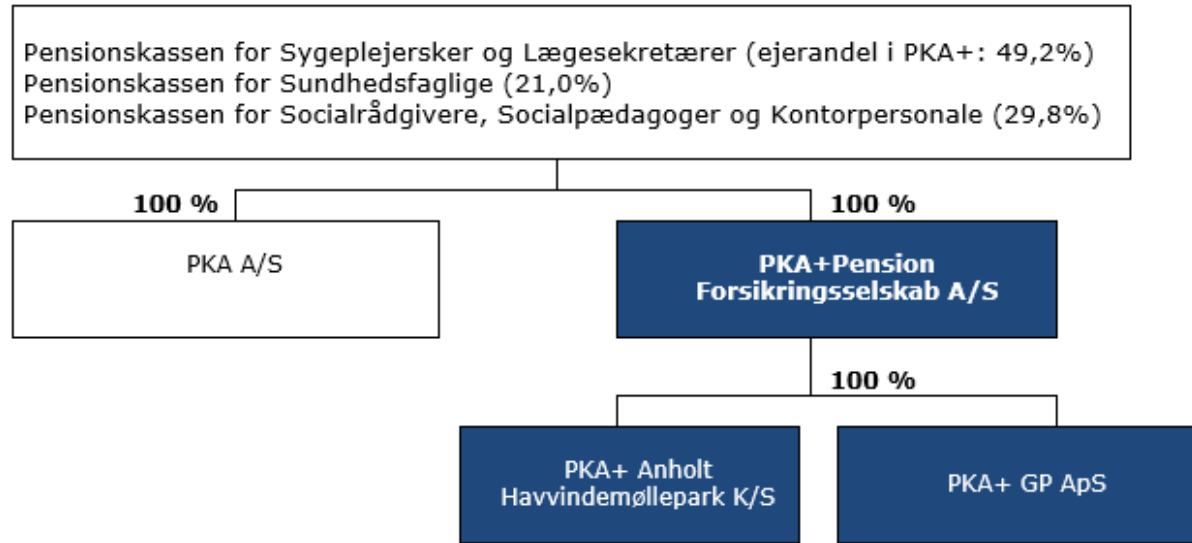 Pensionskassen for Sygeplejersker og Lægesekretærer (ejerandel i PKA+: 49,2%)
Pensionskassen for Sundhedsfaglige (21,0%)
Pensionskassen for Socialrådgivere, Socialpædagoger og Kontorpersonale (29,8%)
100 %
100 %
PKA A/S
PKA+Pension
Forsikringsselskab A/S
100 %
PKA+ Anholt
Havvindemøllepark K/S
PKA+ GP ApS